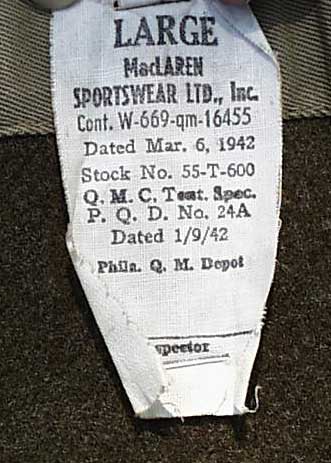 LARGE
MacLAREN
SPORTSWEAR LTD., Inc.
Cont. W-669-qm-16455
Dated Mar. 6, 1942
Stock No. 55-T-600
Q. M. C. Tent. Spec.
P. Q. D. No. 24A
Dated 1/9/42
Phila. Q. M. Depot
spector